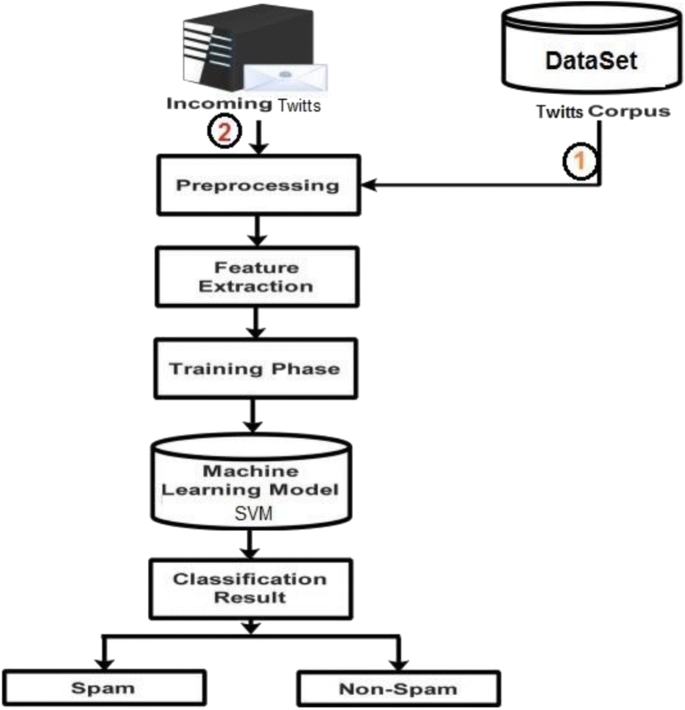 DataSet
Incoming Twitts
Twitts Corpus
2
1
Preprocessing
Feature
Extraction
Training Phase
Machine
Learning Model
SVM
Classification
Result
Spam
Non-Spam